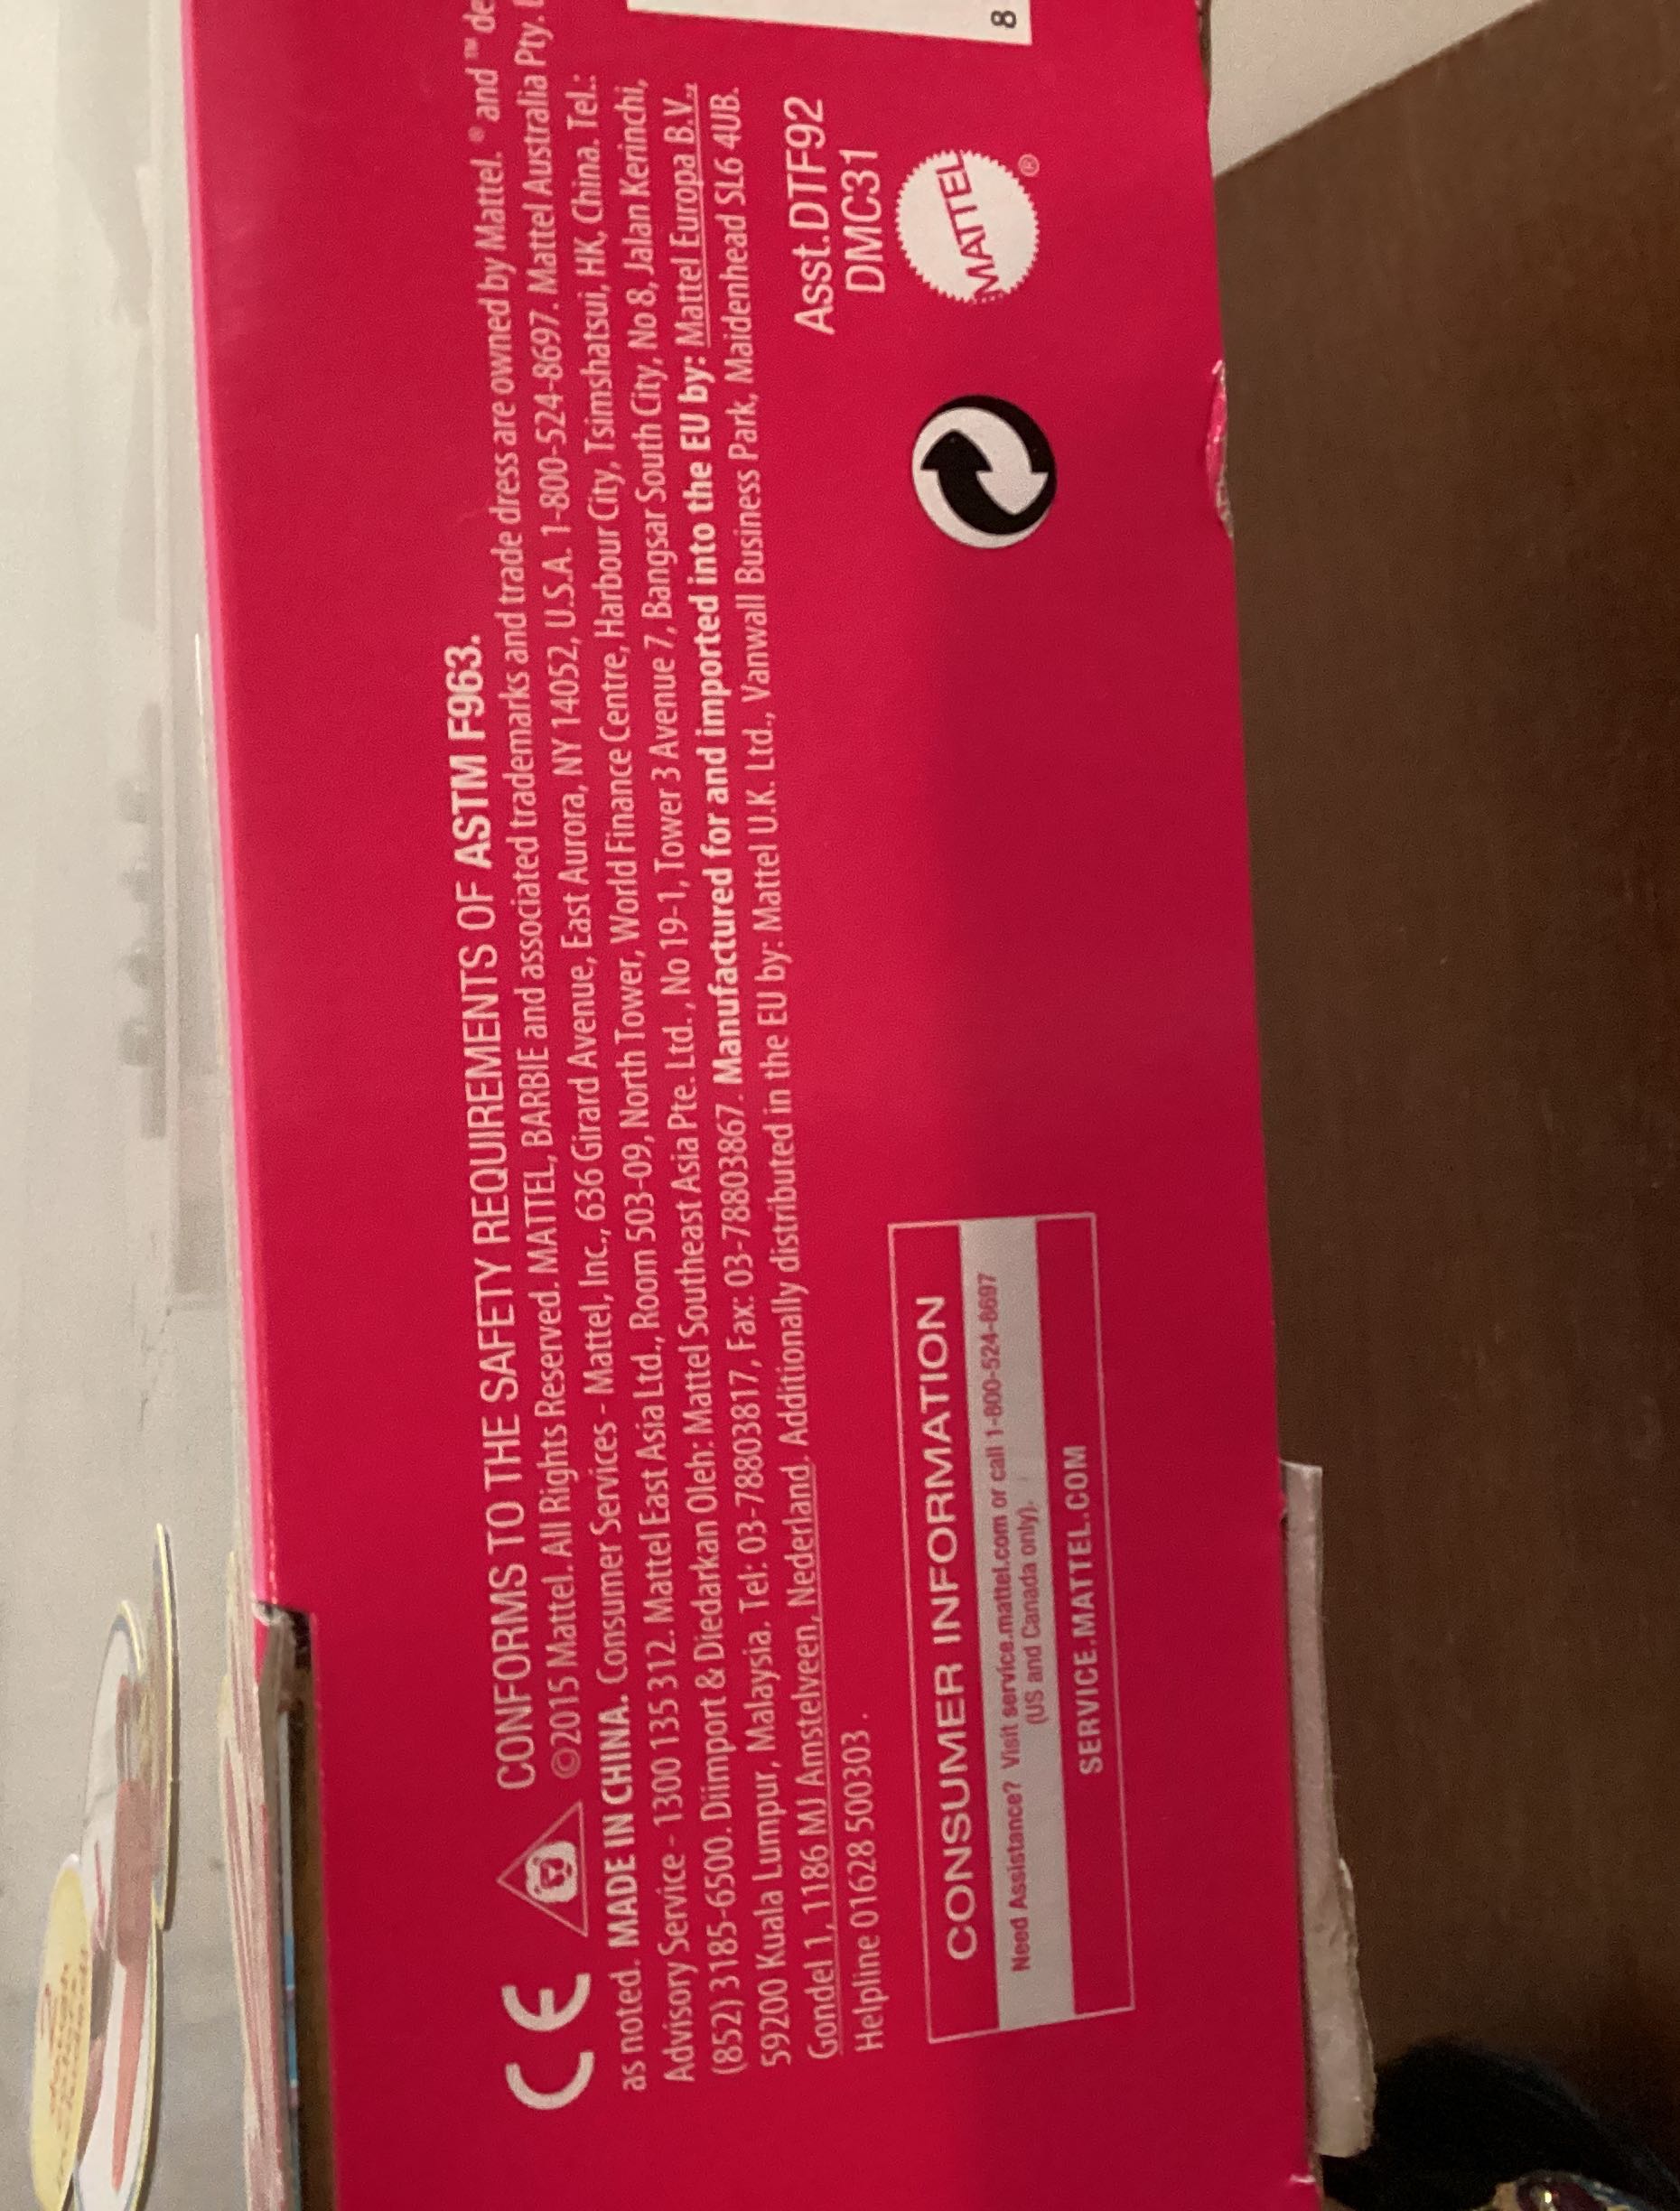 CE CONFORMS TO THE SAFETY REQUIREMENTS OF ASTM F963.
©2015 Mattel. All Rights Reserved. MATTEL, BARBIE and associated trademarks and trade dress are owned by Mattel. ® and ™ de
as noted. MADE IN CHINA. Consumer Services - Mattel, Inc., 636 Girard Avenue, East Aurora, NY 14052, U.S.A. 1-800-524-8697. Mattel Australia Pty.
Advisory Service - 1300 135 312. Mattel East Asia Ltd., Room 503-09, North Tower, World Finance Centre, Harbour City, Tsimshatsui, HK, China. Tel.:
(852) 3185-6500. Diimport & Diedarkan Oleh: Mattel Southeast Asia Pte. Ltd., No 19-1, Tower 3 Avenue 7, Bangsar South City, No 8, Jalan Kerinchi,
59200 Kuala Lumpur, Malaysia. Tel: 03-78803817, Fax: 03-78803867. Manufactured for and imported into the EU by: Mattel Europa B.V.,
Gondel 1, 1186 MJ Amstelveen, Nederland. Additionally distributed in the EU by: Mattel U.K. Ltd., Vanwall Business Park, Maidenhead SL6 4UB.
Helpline 01628 500303 .
Asst.DTF92
DMC31
MATTEL®
8
CONSUMER INFORMATION
Need Assistance? Visit service.mattel.com or call 1-800-524-8697
(US and Canada only).
SERVICE.MATTEL.COM